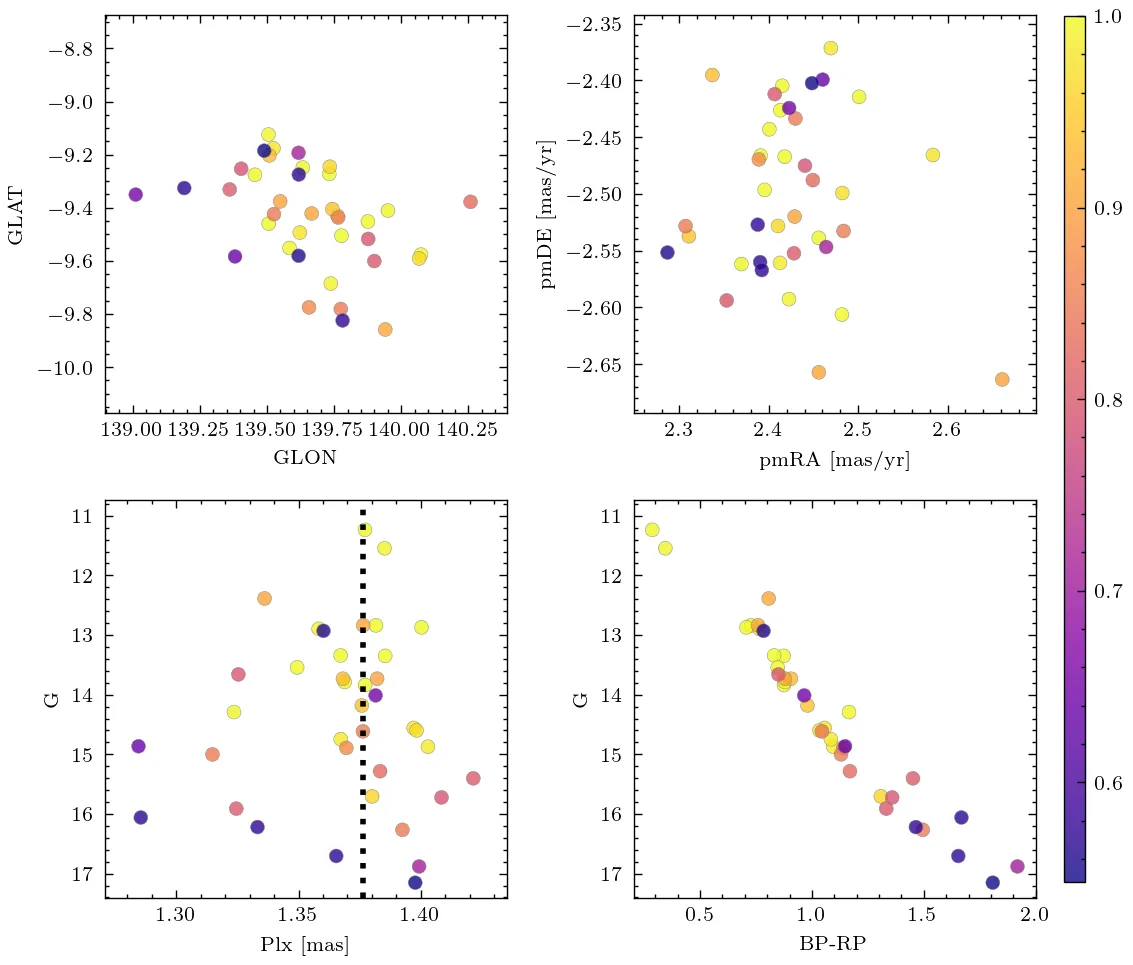 −8.8
−9.0
−9.2
−9.4
−9.6
−9.8
−10.0
GLAT
139.00 139.25 139.50 139.75 140.00 140.25
GLON
−2.35
−2.40
−2.45
−2.50
−2.55
−2.60
−2.65
pmDE [mas/yr]
2.3 2.4 2.5 2.6
pmRA [mas/yr]
11
12
13
14
15
16
17
G
1.30 1.35 1.40
Plx [mas]
11
12
13
14
15
16
17
G
0.5 1.0 1.5 2.0
BP-RP
1.0
0.9
0.8
0.7
0.6